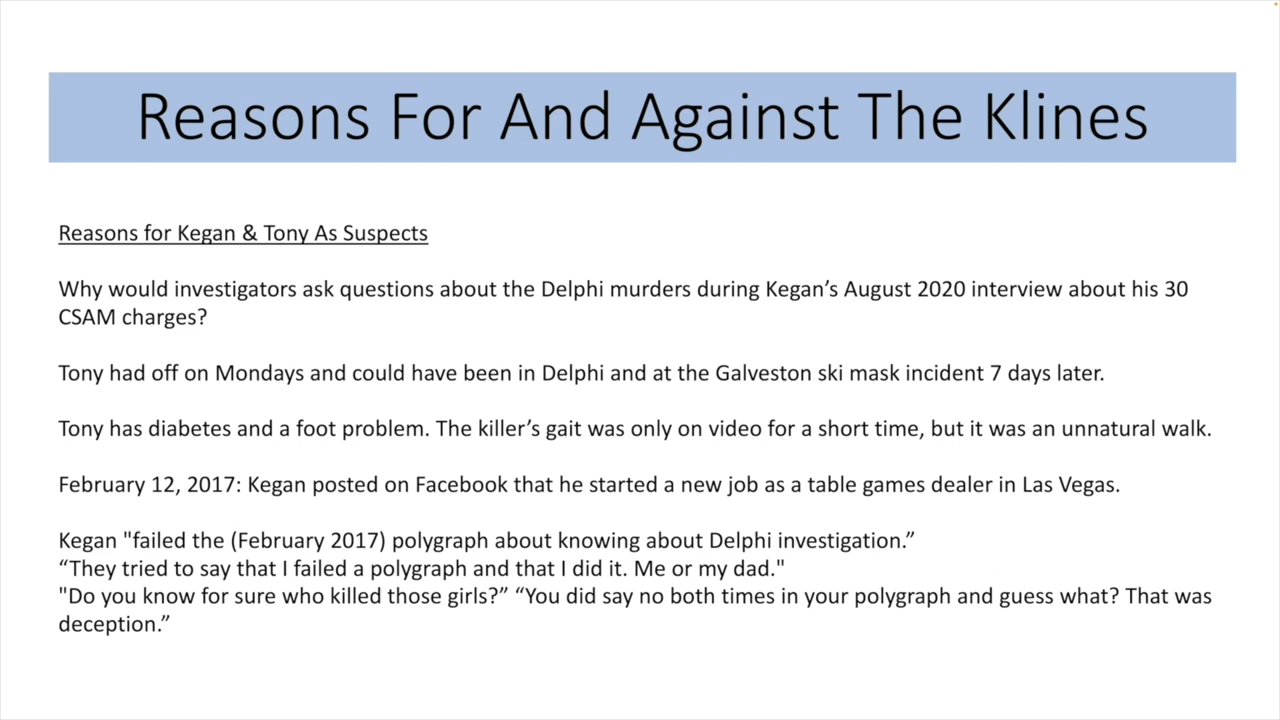 Reasons For And Against The Klines
Reasons for Kegan & Tony As Suspects
Why would investigators ask questions about the Delphi murders during Kegan’s August 2020 interview about his 30
CSAM charges?
Tony had off on Mondays and could have been in Delphi and at the Galveston ski mask incident 7 days later.
Tony has diabetes and a foot problem. The killer’s gait was only on video for a short time, but it was an unnatural walk.
February 12, 2017: Kegan posted on Facebook that he started a new job as a table games dealer in Las Vegas.
Kegan "failed the (February 2017) polygraph about knowing about Delphi investigation.”
“They tried to say that I failed a polygraph and that I did it. Me or my dad."
"Do you know for sure who killed those girls?” “You did say no both times in your polygraph and guess what? That was
deception.”